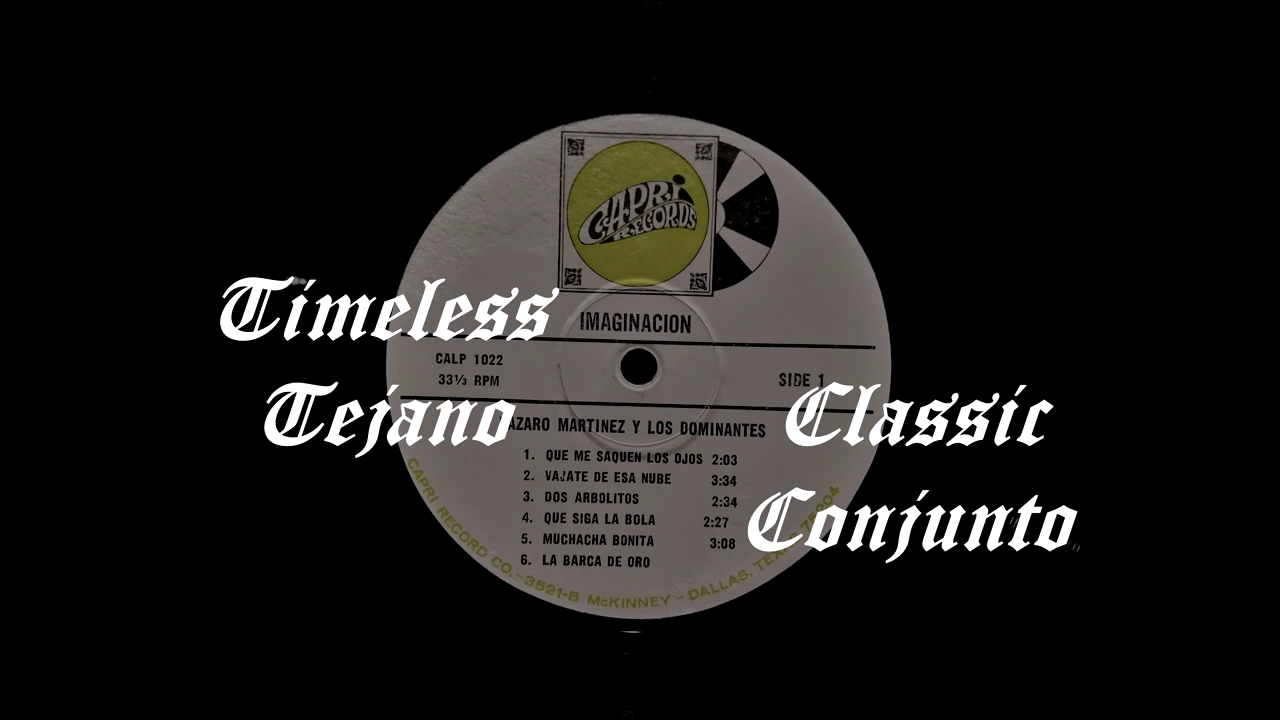 CAPRI
RECORDS
Timeless
IMAGINACION
CALP 1022
33⅓ RPM
SIDE 1
Tejano
Classic
AZARO MARTINEZ Y LOS DOMINANTES
1. QUE ME SAQUEN LOS OJOS 2:03
2. VAJATE DE ESA NUBE 3:34
3. DOS ARBOLITOS 2:34
4. QUE SIGA LA BOLA 2:27
Conjunto
5. MUCHACHA BONITA 3:08
6. LA BARCA DE ORO
CAPRI RECORD CO.-3521-B McKINNEY - DALLAS,